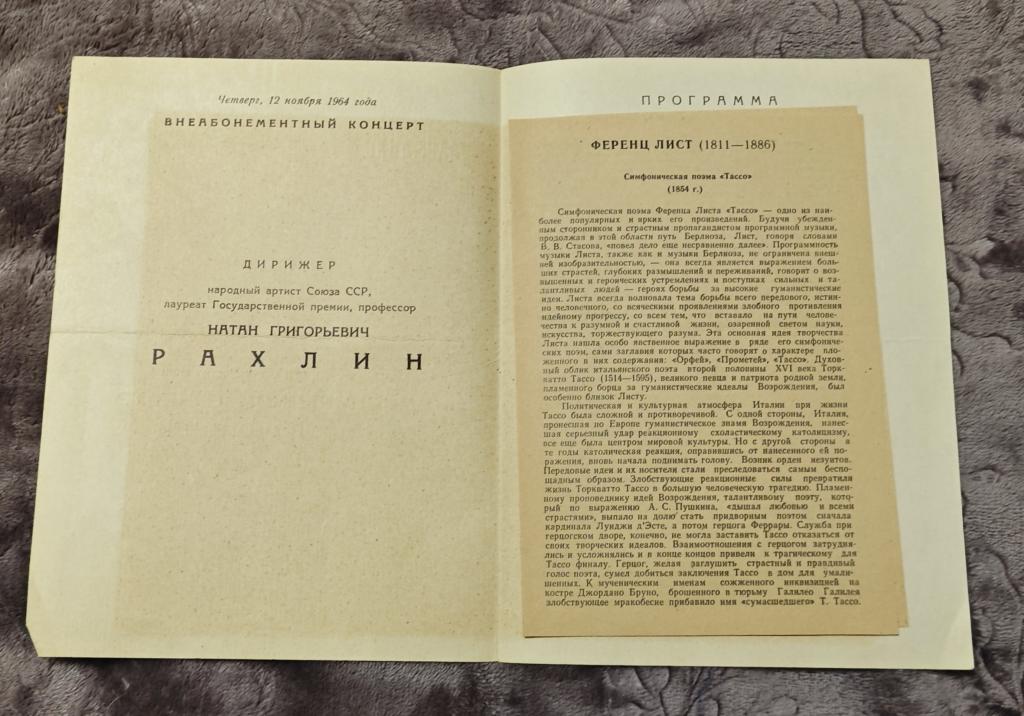 Четверг, 12 ноября 1964 года
ВНЕАБОНЕМЕНТНЫЙ КОНЦЕРТ
ДИРИЖЕР
народный артист Союза ССР,
лауреат Государственной премии, профессор
НАТАН ГРИГОРЬЕВИЧ
РАХЛИН
ПРОГРАММА
ФЕРЕНЦ ЛИСТ (1811—1886)
Симфоническая поэма «Тассо»
(1854 г.)
Симфоническая поэма Ференца Листа «Тассо» — одно из наи-
более популярных и ярких его произведений. Будучи убежден-
ным сторонником и страстным пропагандистом программной музыки,
продолжая в этой области путь Берлиоза, Лист, говоря словами
В. В. Стасова, «повел дело еще несравненно далее». Программность
музыки Листа, также как и музыки Берлиоза, не ограничена внеш-
ней изобразительностью, — она всегда является выражением боль-
ших страстей, глубоких размышлений и переживаний, говорит о воз-
вышенных и героических устремлениях и поступках сильных и та-
лантливых людей — героях борьбы за высокие гуманистические
идеи. Листа всегда волновала тема борьбы всего передового, истин-
но человечного, со всяческими проявлениями злобного противления
идейному прогрессу, со всем тем, что вставало на пути челове-
чества к разумной и счастливой жизни, озаренной светом науки,
искусства, торжествующего разума. Эта основная идея творчества
Листа нашла особо явственное выражение в ряде его симфониче-
ских поэм, сами заглавия которых часто говорят о характере зало-
женного в них содержания: «Орфей», «Прометей», «Тассо». Духов-
ный облик итальянского поэта второй половины XVI века Торк-
ватто Тассо (1514—1595), великого певца и патриота родной земли,
пламенного борца за гуманистические идеалы Возрождения, был
особенно близок Листу.
Политическая и культурная атмосфера Италии при жизни
Тассо была сложной и противоречивой. С одной стороны, Италия,
пронесшая по Европе гуманистическое знамя Возрождения, нанес-
шая серьезный удар реакционному схоластическому католицизму,
все еще была центром мировой культуры. Но с другой стороны в
те годы католическая реакция, оправившись от нанесенного ей по-
ражения, вновь начала поднимать голову. Возник орден иезуитов.
Передовые идеи и их носители стали преследоваться самым беспо-
щадным образом. Злобствующие реакционные силы превратили
жизнь Торкватто Тассо в большую человеческую трагедию. Пламен-
ному проповеднику идей Возрождения, талантливому поэту, кото-
рый по выражению А. С. Пушкина, «дышал любовью и всеми
страстями», выпало на долю стать придворным поэтом сначала
кардинала Луиджи д'Эсте, а потом герцога Феррары. Служба при
герцогском дворе, конечно, не могла заставить Тассо отказаться от
своих творческих идеалов. Взаимоотношения с герцогом затрудня-
лись и усложнялись и в конце концов привели к трагическому для
Тассо финалу. Герцог, желая заглушить страстный и правдивый
голос поэта, сумел добиться заключения Тассо в дом для умали-
шенных. К мученическим именам сожженного инквизицией на
костре Джордано Бруно, брошенного в тюрьму Галилео Галилея
злобствующее мракобесие прибавило имя «сумасшедшего» Т. Тассо.